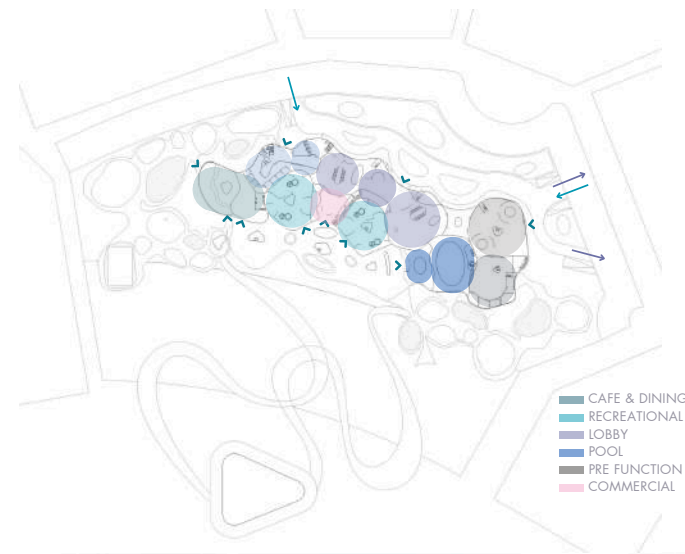 CAFE & DINING
RECREATIONAL
LOBBY
POOL
PRE FUNCTION
COMMERCIAL